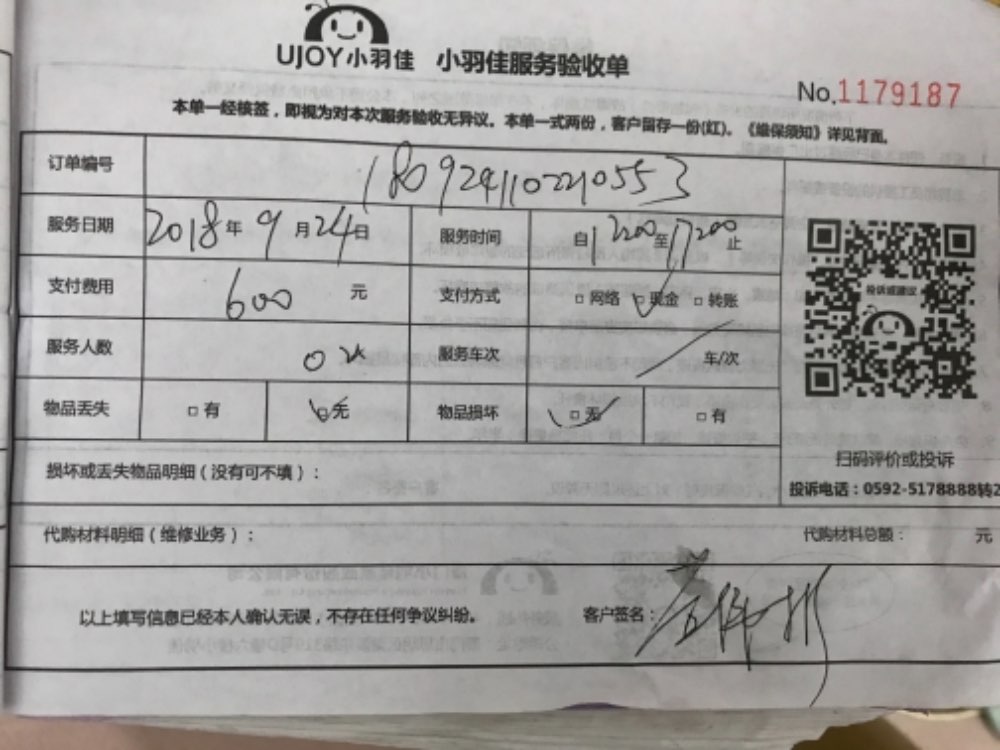 UJOY小羽佳 小羽佳服务验收单
No.1179187
本单一经核签，即视为对本次服务验收无异议。本单一式两份，客户留存一份(红)。《维保须知》详见背面。
订单编号 180924110220553
服务日期 2018年9月24日 服务时间 自1200至17200止
支付费用 600 元 支付方式 □网络 □现金 □转账
服务人数 服务车次 车/次
物品丢失 □有 □无 物品损坏 □无 □有
投诉或建议
扫码评价或投诉
损坏或丢失物品明细（没有可不填）：
投诉电话：0592-5178888转2
代购材料明细（维修业务）： 代购材料总额： 元
以上填写信息已经本人确认无误，不存在任何争议纠纷。 客户签名：